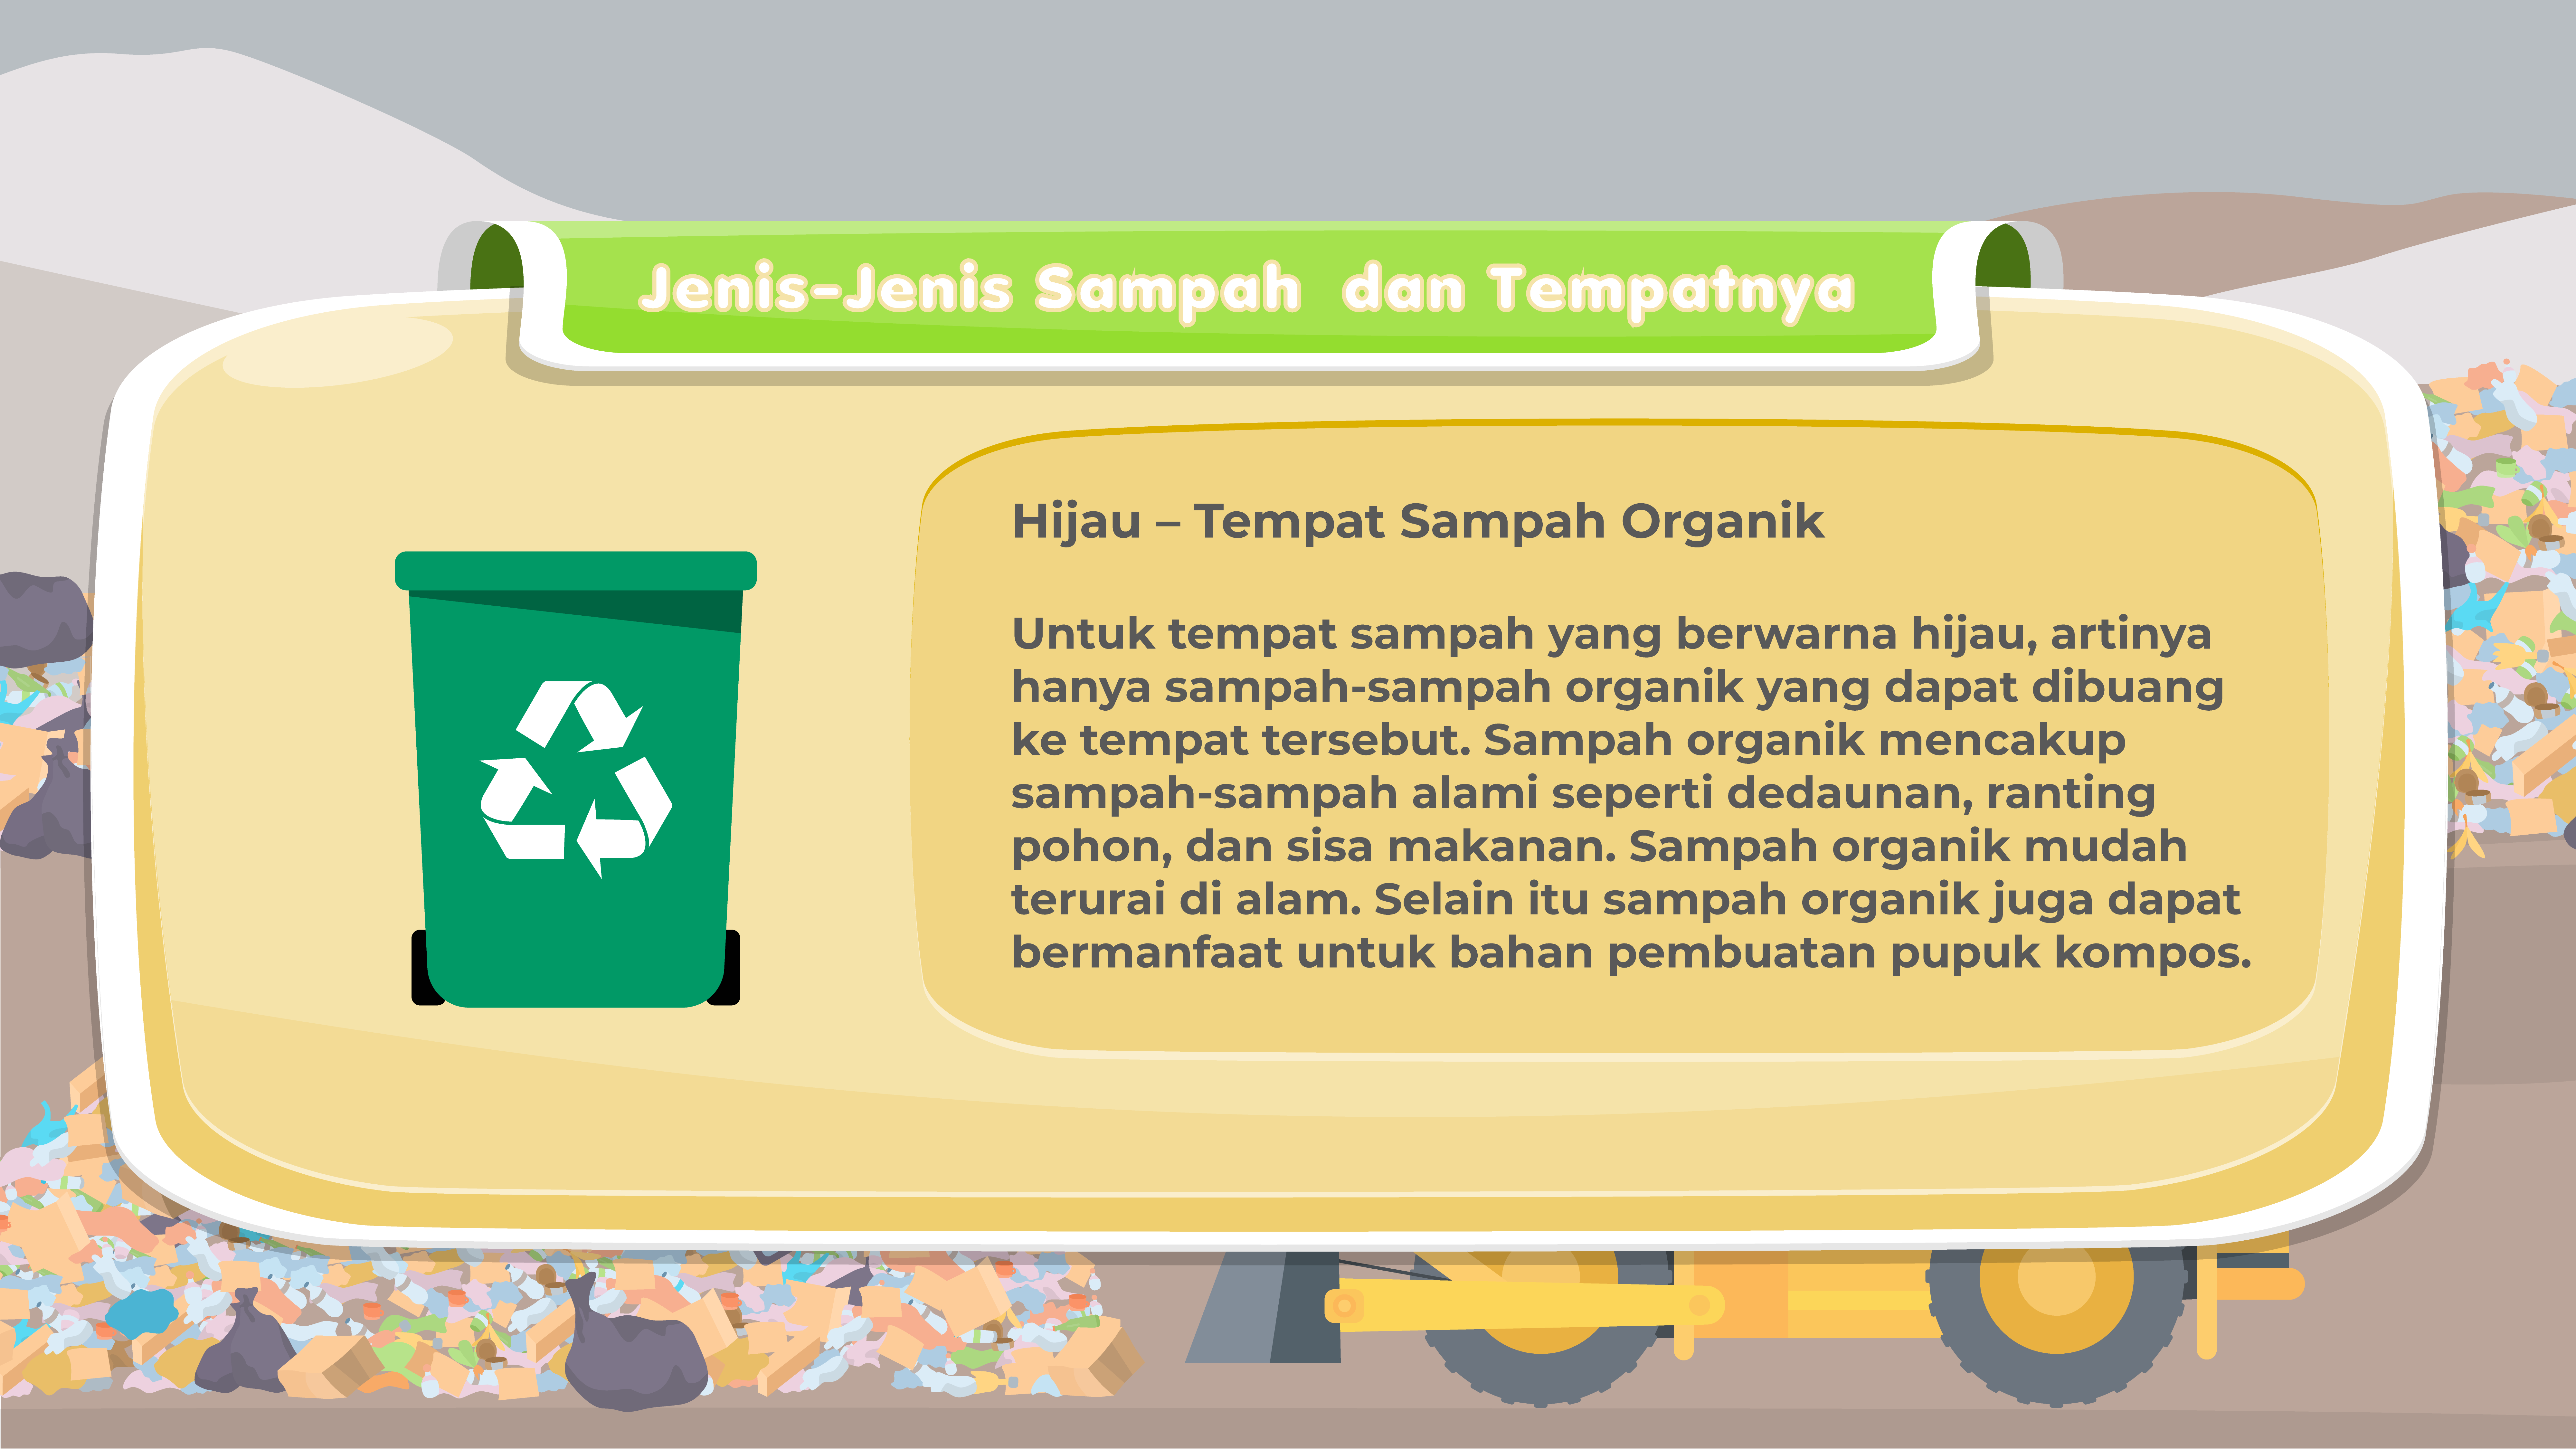 Jenis-Jenis Sampah dan Tempatnya
Hijau – Tempat Sampah Organik
Untuk tempat sampah yang berwarna hijau, artinya
hanya sampah-sampah organik yang dapat dibuang
ke tempat tersebut. Sampah organik mencakup
sampah-sampah alami seperti dedaunan, ranting
pohon, dan sisa makanan. Sampah organik mudah
terurai di alam. Selain itu sampah organik juga dapat
bermanfaat untuk bahan pembuatan pupuk kompos.